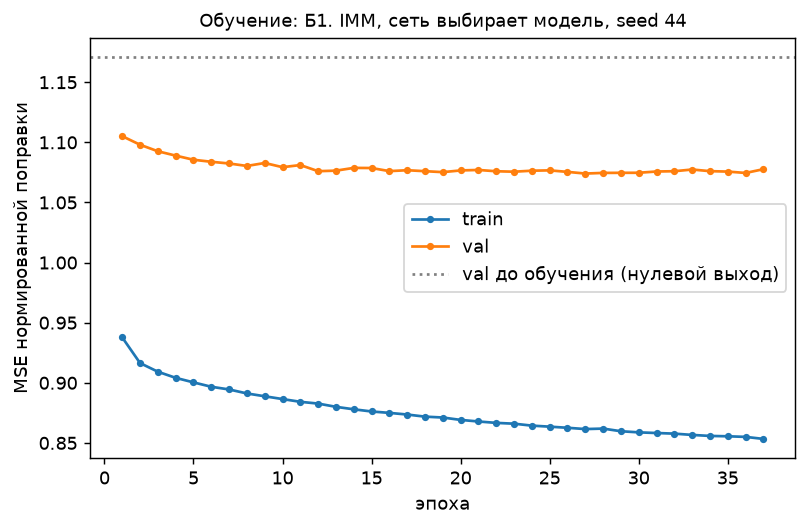 Обучение: Б1. IMM, сеть выбирает модель, seed 44
MSE нормированной поправки
1.15
1.10
1.05
1.00
0.95
0.90
0.85
train
val
val до обучения (нулевой выход)
0
5
10
15
20
25
30
35
эпоха